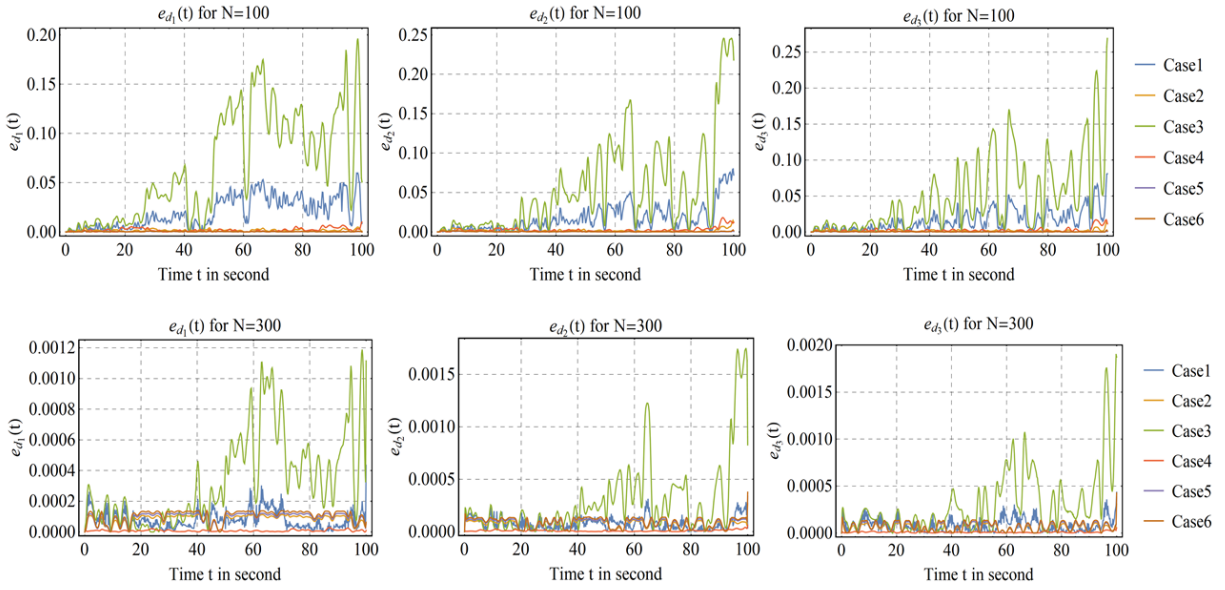 e_{d_1}(t) for N=100
e_{d_2}(t) for N=100
e_{d_3}(t) for N=100
0.20
0.15
0.10
0.05
0.00
e_{d_1}(t)
0 20 40 60 80 100
Time t in second
0.25
0.20
0.15
0.10
0.05
0.00
e_{d_2}(t)
0 20 40 60 80 100
Time t in second
0.25
0.20
0.15
0.10
0.05
0.00
e_{d_3}(t)
0 20 40 60 80 100
Time t in second
Case1
Case2
Case3
Case4
Case5
Case6
e_{d_1}(t) for N=300
e_{d_2}(t) for N=300
e_{d_3}(t) for N=300
0.0012
0.0010
0.0008
0.0006
0.0004
0.0002
0.0000
e_{d_1}(t)
0 20 40 60 80 100
Time t in second
0.0015
0.0010
0.0005
0.0000
e_{d_2}(t)
0 20 40 60 80 100
Time t in second
0.0020
0.0015
0.0010
0.0005
0.0000
e_{d_3}(t)
0 20 40 60 80 100
Time t in second
Case1
Case2
Case3
Case4
Case5
Case6